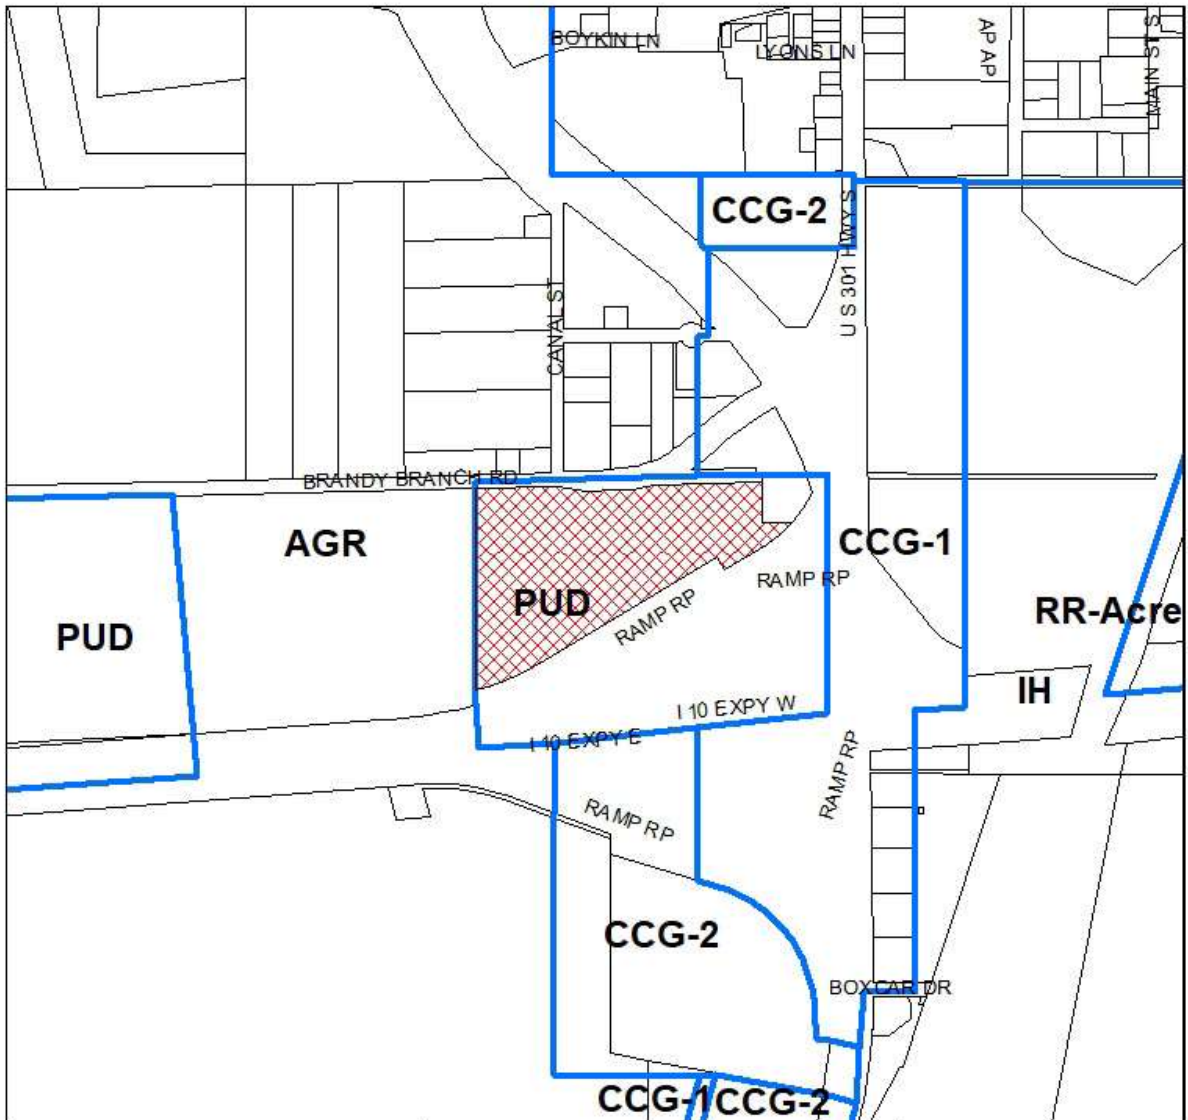 BOYKIN LN
LYONS LN
AP AP
MAIN ST S
CCG-2
U S 301 HWY S
CANAL ST
BRANDY BRANCH RD
AGR
CCG-1
RAMP RP
PUD
RAMP RP
PUD
RR-Acre
IH
I 10 EXPY W
I 10 EXPY E
RAMP RP
RAMP RP
CCG-2
BOXCAR DR
CCG-1
CCG-2